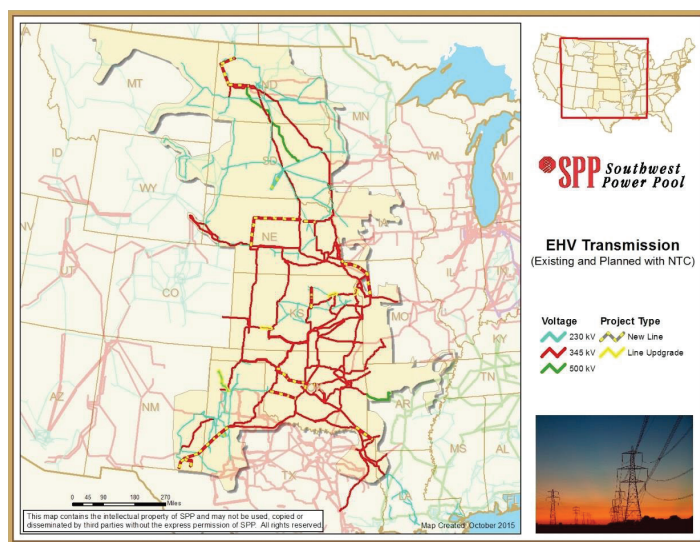 MT
ND
MN
ID
SD
WI
WY
MI
NV
IA
NE
UT
CO
IL
IN
KS
MO
KY
OK
TN
AZ
NM
AR
MS
AL
TX
LA
0 45 90 180 270
Miles
This map contains the intellectual property of SPP and may not be used, copied or
disseminated by third parties without the express permission of SPP. All rights reserved.
Map Created October 2015
SPP Southwest
Power Pool
EHV Transmission
(Existing and Planned with NTC)
Voltage Project Type
230 kV New Line
345 kV Line Updgrade
500 kV